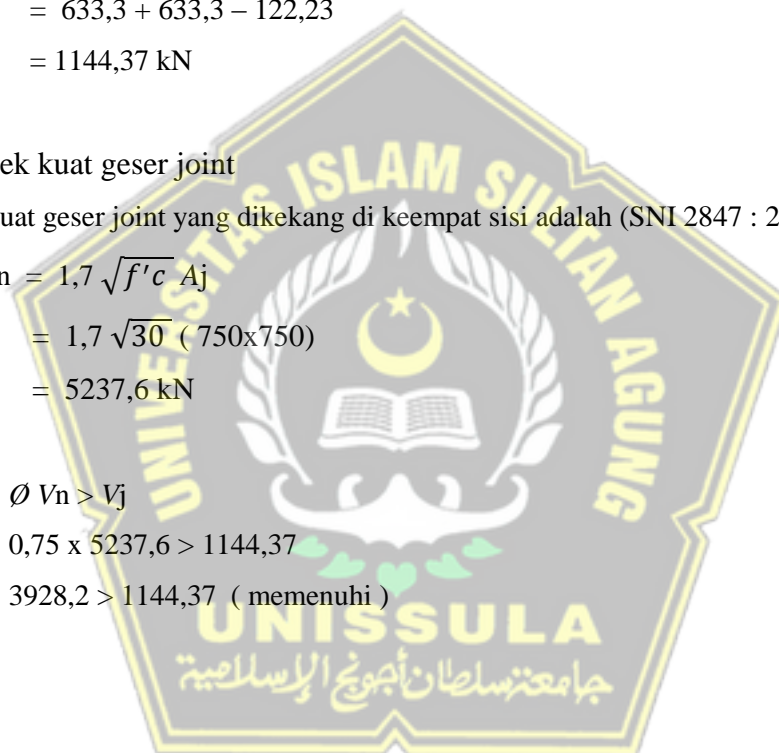 = 633,3 + 633,3 – 122,23
= 1144,37 kN
ek kuat geser joint
uat geser joint yang dikekang di keempat sisi adalah (SNI 2847 : 2
n = 1,7 √f'c Aj
= 1,7 √30 ( 750x750)
= 5237,6 kN
Ø Vn > Vj
0,75 x 5237,6 > 1144,37
3928,2 > 1144,37 ( memenuhi )
UNIVERSITAS ISLAM SULTAN AGUNG
UNISSULA
جامعة سلطان أجونج الإسلامية